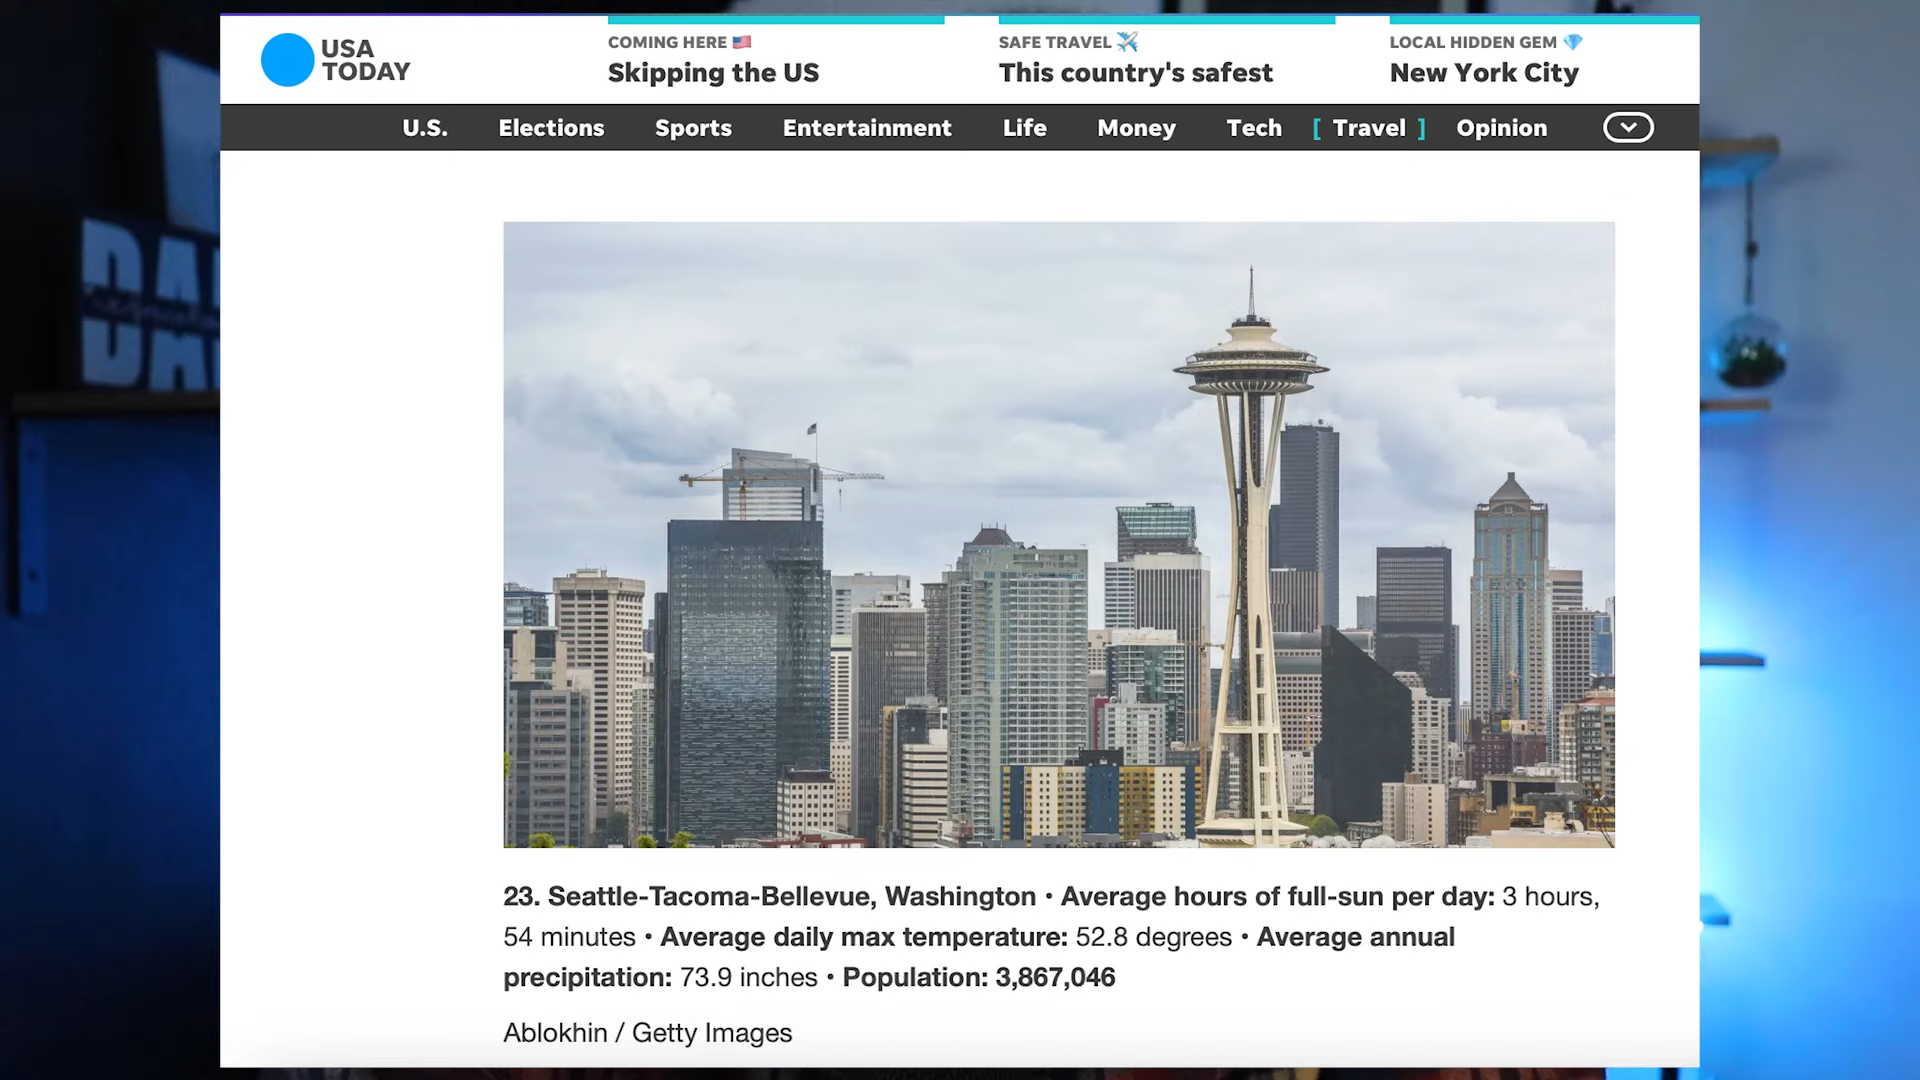 USA
TODAY
COMING HERE 🇺🇸
Skipping the US
SAFE TRAVEL ✈️
This country's safest
LOCAL HIDDEN GEM 💎
New York City
U.S. Elections Sports Entertainment Life Money Tech [ Travel ] Opinion
23. Seattle-Tacoma-Bellevue, Washington • Average hours of full-sun per day: 3 hours,
54 minutes • Average daily max temperature: 52.8 degrees • Average annual
precipitation: 73.9 inches • Population: 3,867,046
Ablokhin / Getty Images